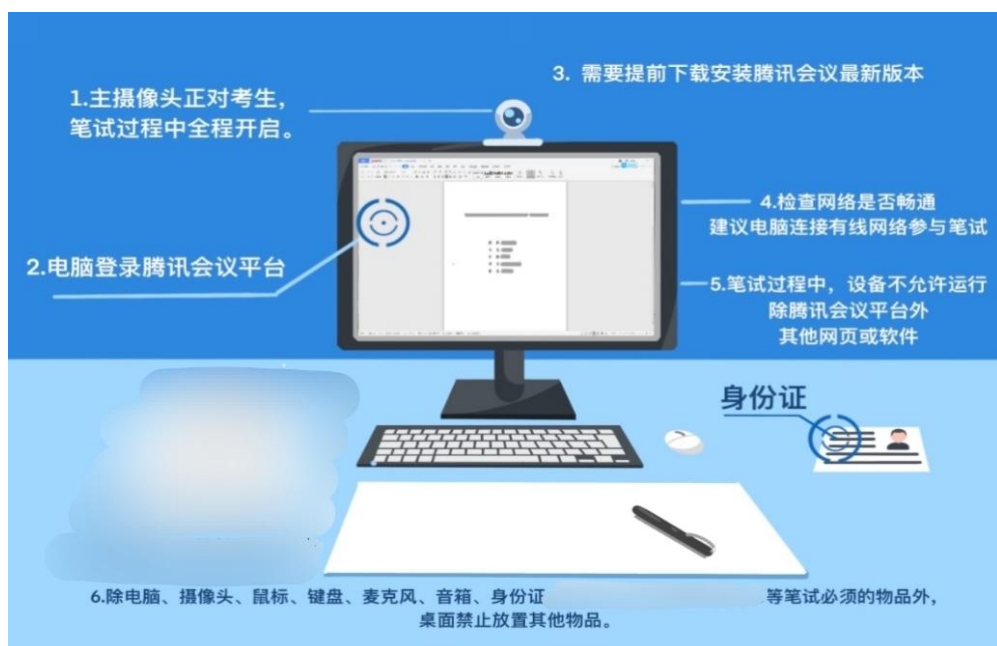 1.主摄像头正对考生，
笔试过程中全程开启。
2.电脑登录腾讯会议平台
3. 需要提前下载安装腾讯会议最新版本
4.检查网络是否畅通
建议电脑连接有线网络参与笔试
5.笔试过程中，设备不允许运行
除腾讯会议平台外
其他网页或软件
身份证
6.除电脑、摄像头、鼠标、键盘、麦克风、音箱、身份证
等笔试必须的物品外，
桌面禁止放置其他物品。